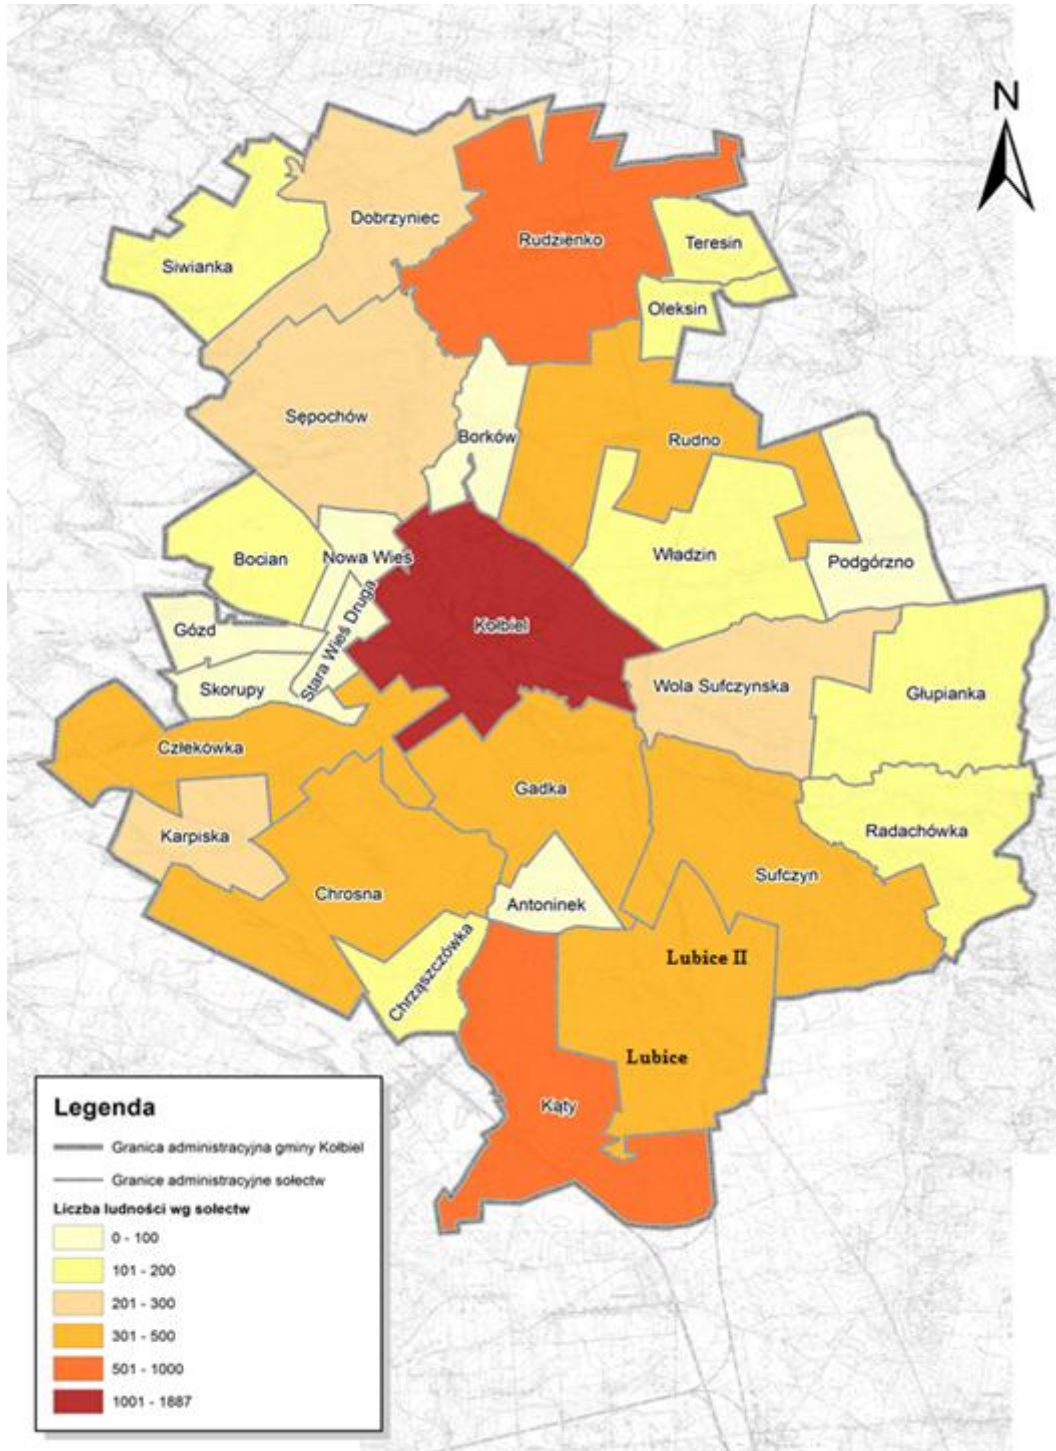 N
Dobrzyniec
Rudzienko
Teresin
Siwianka
Oleksin
Sępochów
Borków
Rudno
Bocian
Nowa Wieś
Władzin
Podgórzno
Gózd
Stara Wieś Druga
Kołbiel
Skorupy
Wola Sufczynska
Głupianka
Człekówka
Gadka
Karpiska
Radachówka
Chrosna
Sufczyn
Antoninek
Chrząszczówka
Lubice II
Lubice
Kąty
Legenda
Granica administracyjna gminy Kołbiel
Granice administracyjne sołectw
Liczba ludności wg sołectw
0 - 100
101 - 200
201 - 300
301 - 500
501 - 1000
1001 - 1887